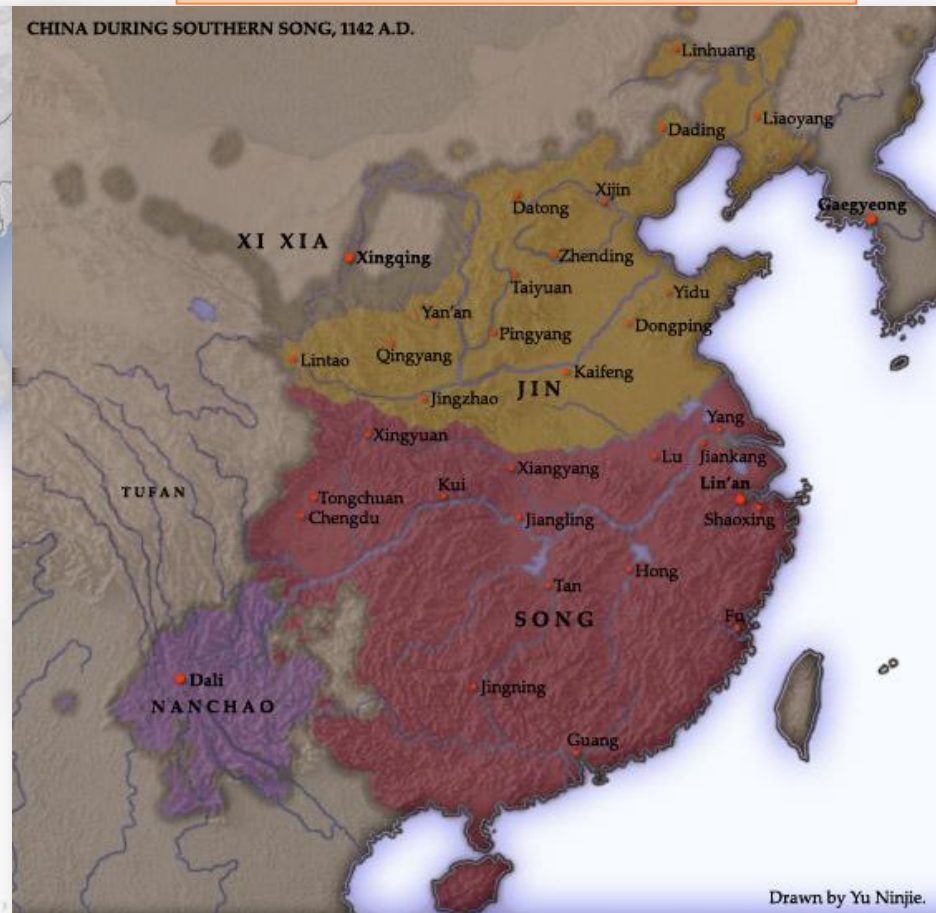 CHINA DURING SOUTHERN SONG, 1142 A.D.
Linhuang
Liaoyang
Dading
Xijin
Datong
Gaegyeong
XI XIA
Xingqing
Zhending
Taiyuan
Yidu
Yan'an
Dongping
Pingyang
Qingyang
Lintao
Kaifeng
JIN
Jingzhao
Yang
Xingyuan
Lu
Jiankang
Xiangyang
Lin'an
Kui
TUFAN
Tongchuan
Chengdu
Jiangling
Shaoxing
Hong
Tan
SONG
Fu
Dali
Jingning
NANCHAO
Guang
Drawn by Yu Ninjie.